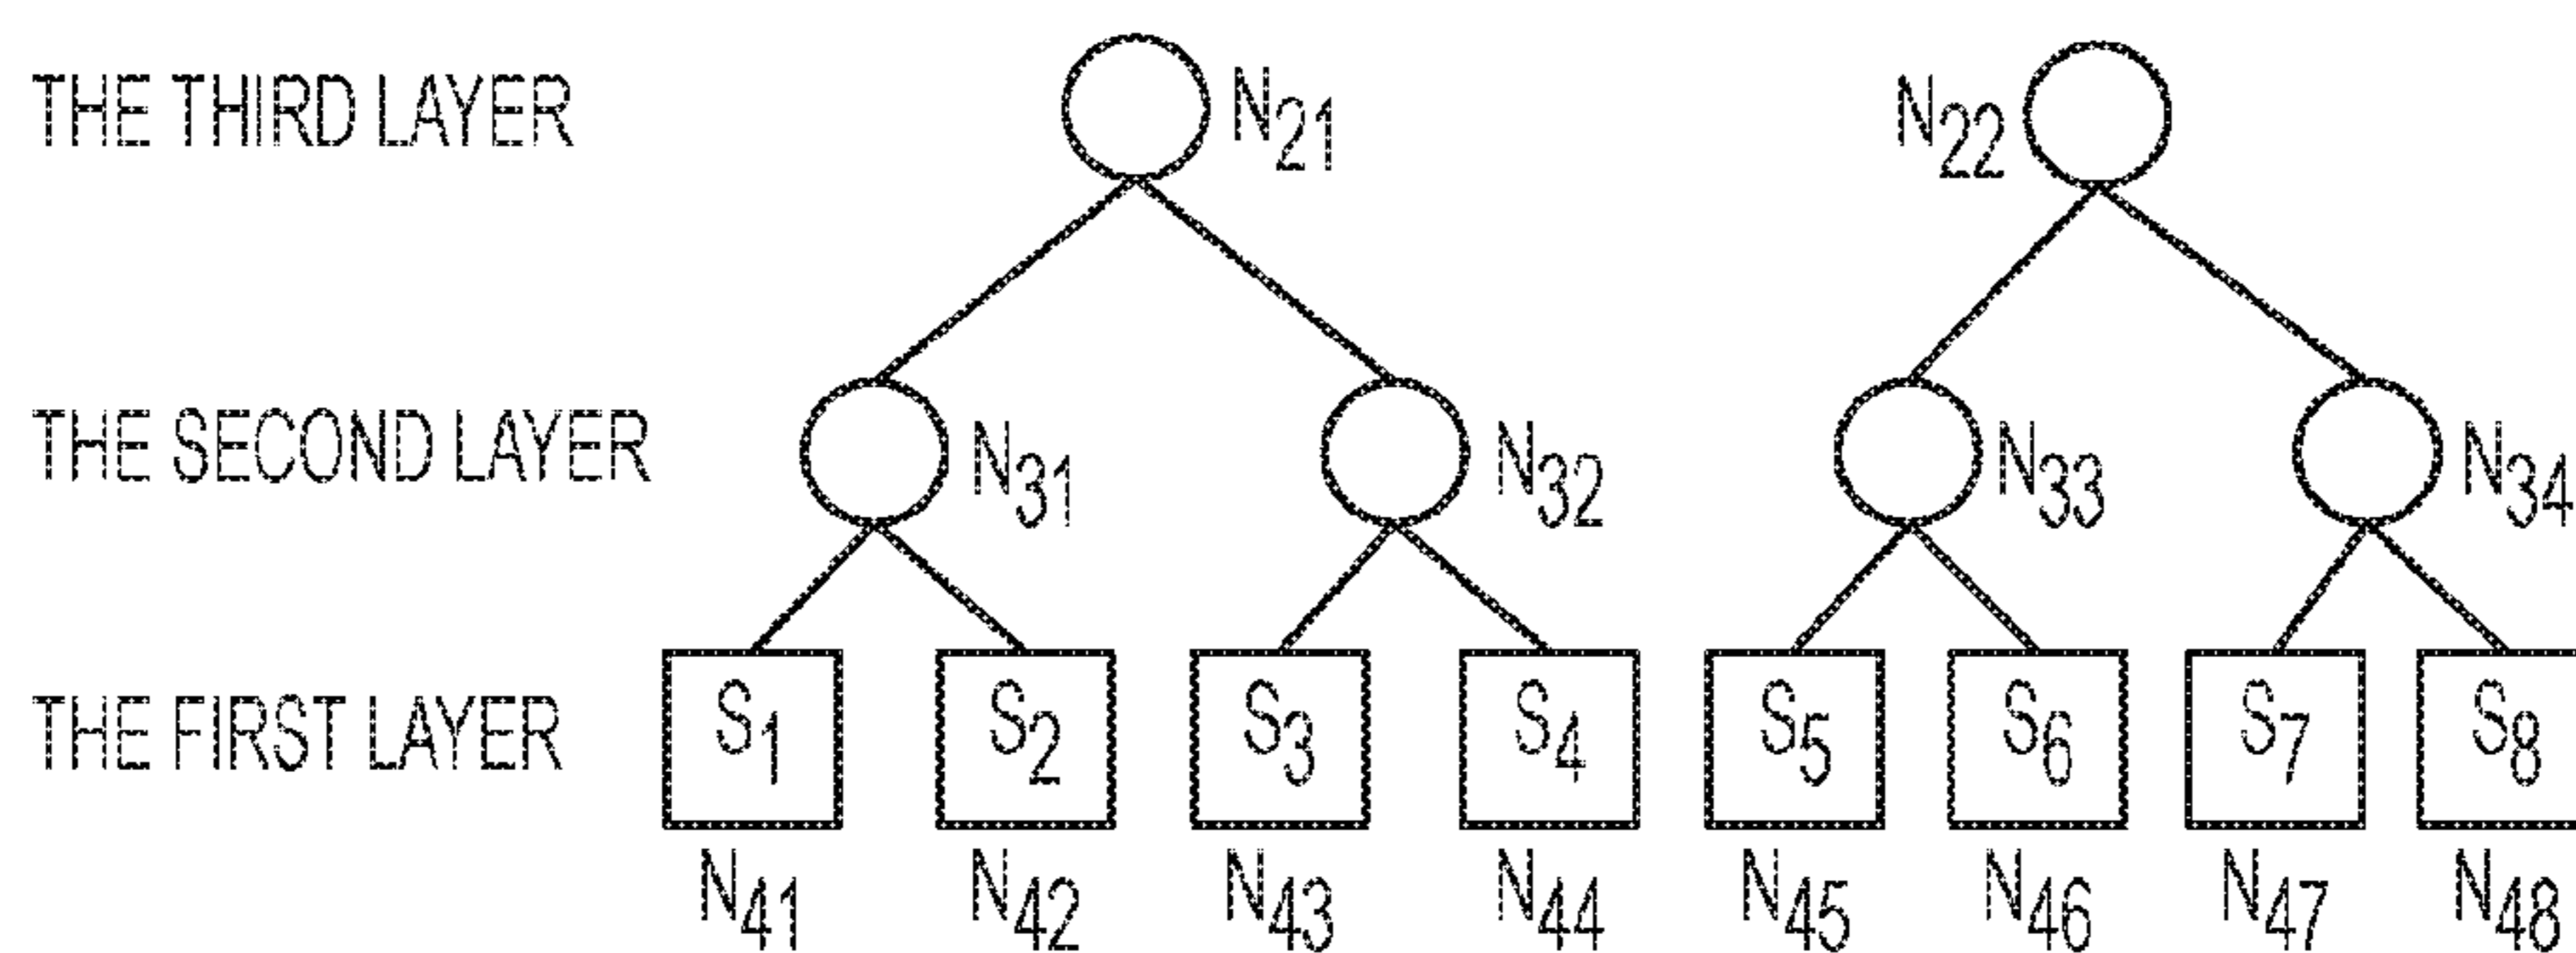 THE THIRD LAYER N21 N22
THE SECOND LAYER N31 N32 N33 N34
THE FIRST LAYER S1 S2 S3 S4 S5 S6 S7 S8
N41 N42 N43 N44 N45 N46 N47 N48